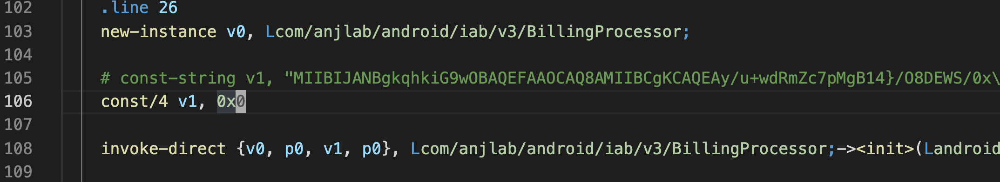 102 .line 26
103 new-instance v0, Lcom/anjlab/android/iab/v3/BillingProcessor;
104
105 # const-string v1, "MIIBIJANBgkqhkiG9wOBAQEFAAOCAQ8AMIIBCgKCAQEAy/u+wdRmZc7pMgB14}/O8DEWS/0x\
106 const/4 v1, 0x0
107
108 invoke-direct {v0, p0, v1, p0}, Lcom/anjlab/android/iab/v3/BillingProcessor;-><init>(Landroid
109